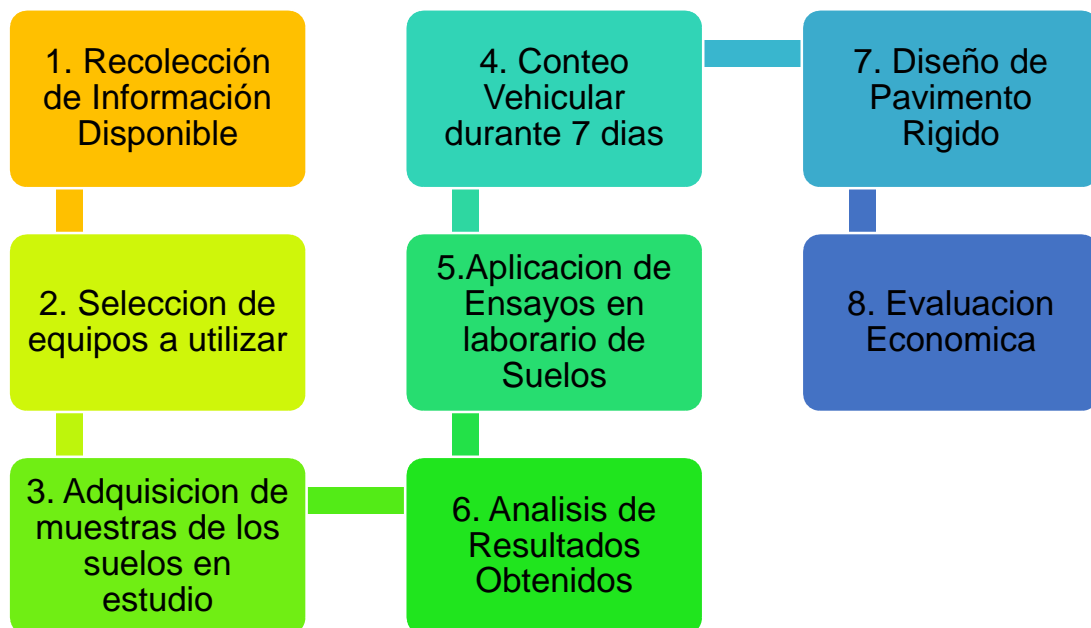 1. Recolección
de Información
Disponible
2. Seleccion de
equipos a utilizar
3. Adquisicion de
muestras de los
suelos en
estudio
4. Conteo
Vehicular
durante 7 dias
5.Aplicacion de
Ensayos en
laborario de
Suelos
6. Analisis de
Resultados
Obtenidos
7. Diseño de
Pavimento
Rigido
8. Evaluacion
Economica